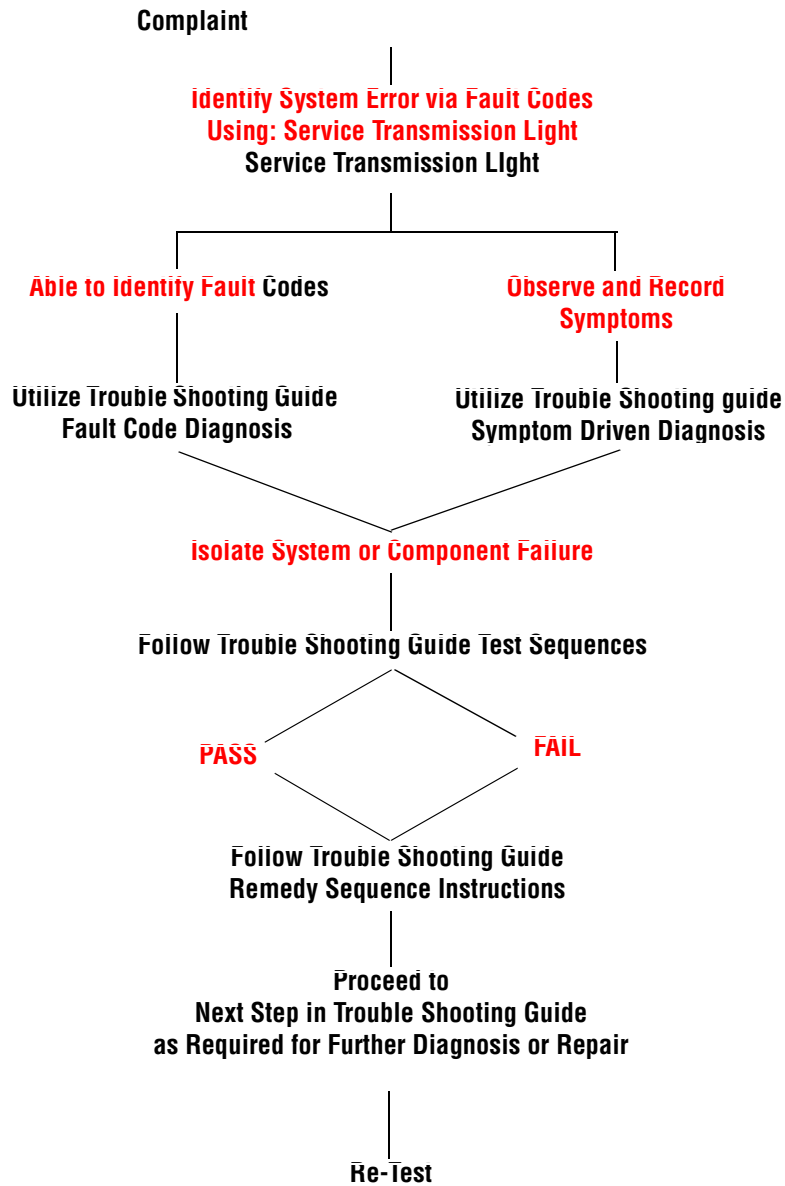 Complaint
Identify System Error via Fault Codes
Using: Service Transmission Light
Service Transmission LIght
Able to Identify Fault Codes
Observe and Record
Symptoms
Utilize Trouble Shooting Guide
Fault Code Diagnosis
Utilize Trouble Shooting guide
Symptom Driven Diagnosis
Isolate System or Component Failure
Follow Trouble Shooting Guide Test Sequences
PASS
FAIL
Follow Trouble Shooting Guide
Remedy Sequence Instructions
Proceed to
Next Step in Trouble Shooting Guide
as Required for Further Diagnosis or Repair
Re-Test